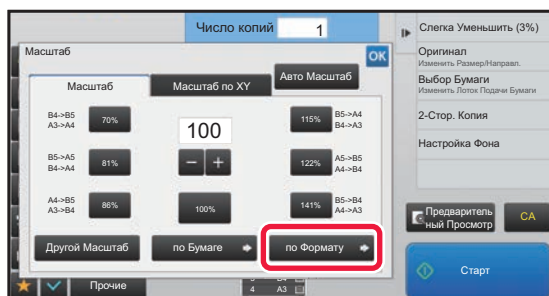 Число копий 1
Масштаб
OK
Масштаб
Масштаб по XY
Авто Масштаб
B4->B5
A3->A4
70%
100
115%
B5->A4
B4->A3
B5->A5
B4->A4
81%
122%
A5->B5
A4->B4
A4->B5
A3->B4
86%
100%
141%
B5->B4
A4->A3
Другой Масштаб
по Бумаге
по Формату
Прочие
4 A3
Слегка Уменьшить (3%)
Оригинал
Изменить Размер/Направл.
Выбор Бумаги
Изменить Лоток Подачи Бумаги
2-Стор. Копия
Настройка Фона
Предваритель
ный Просмотр
CA
Старт